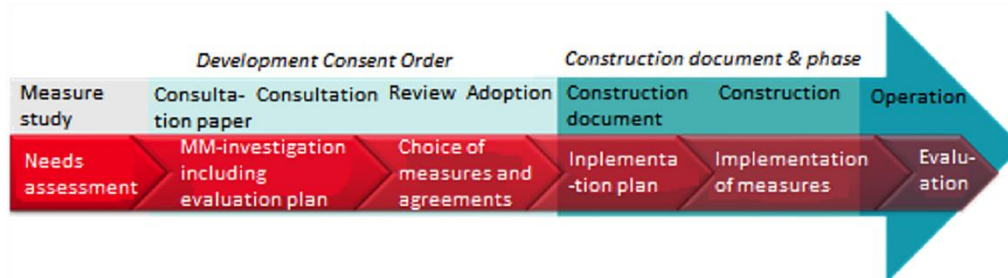 Development Consent Order
Construction document & phase
Measure
study
Consulta-
tion paper
Consultation
Review
Adoption
Construction
document
Construction
Operation
Needs
assessment
MM-investigation
including
evaluation plan
Choice of
measures and
agreements
Inplementa
-tion plan
Implementation
of measures
Evalu-
ation